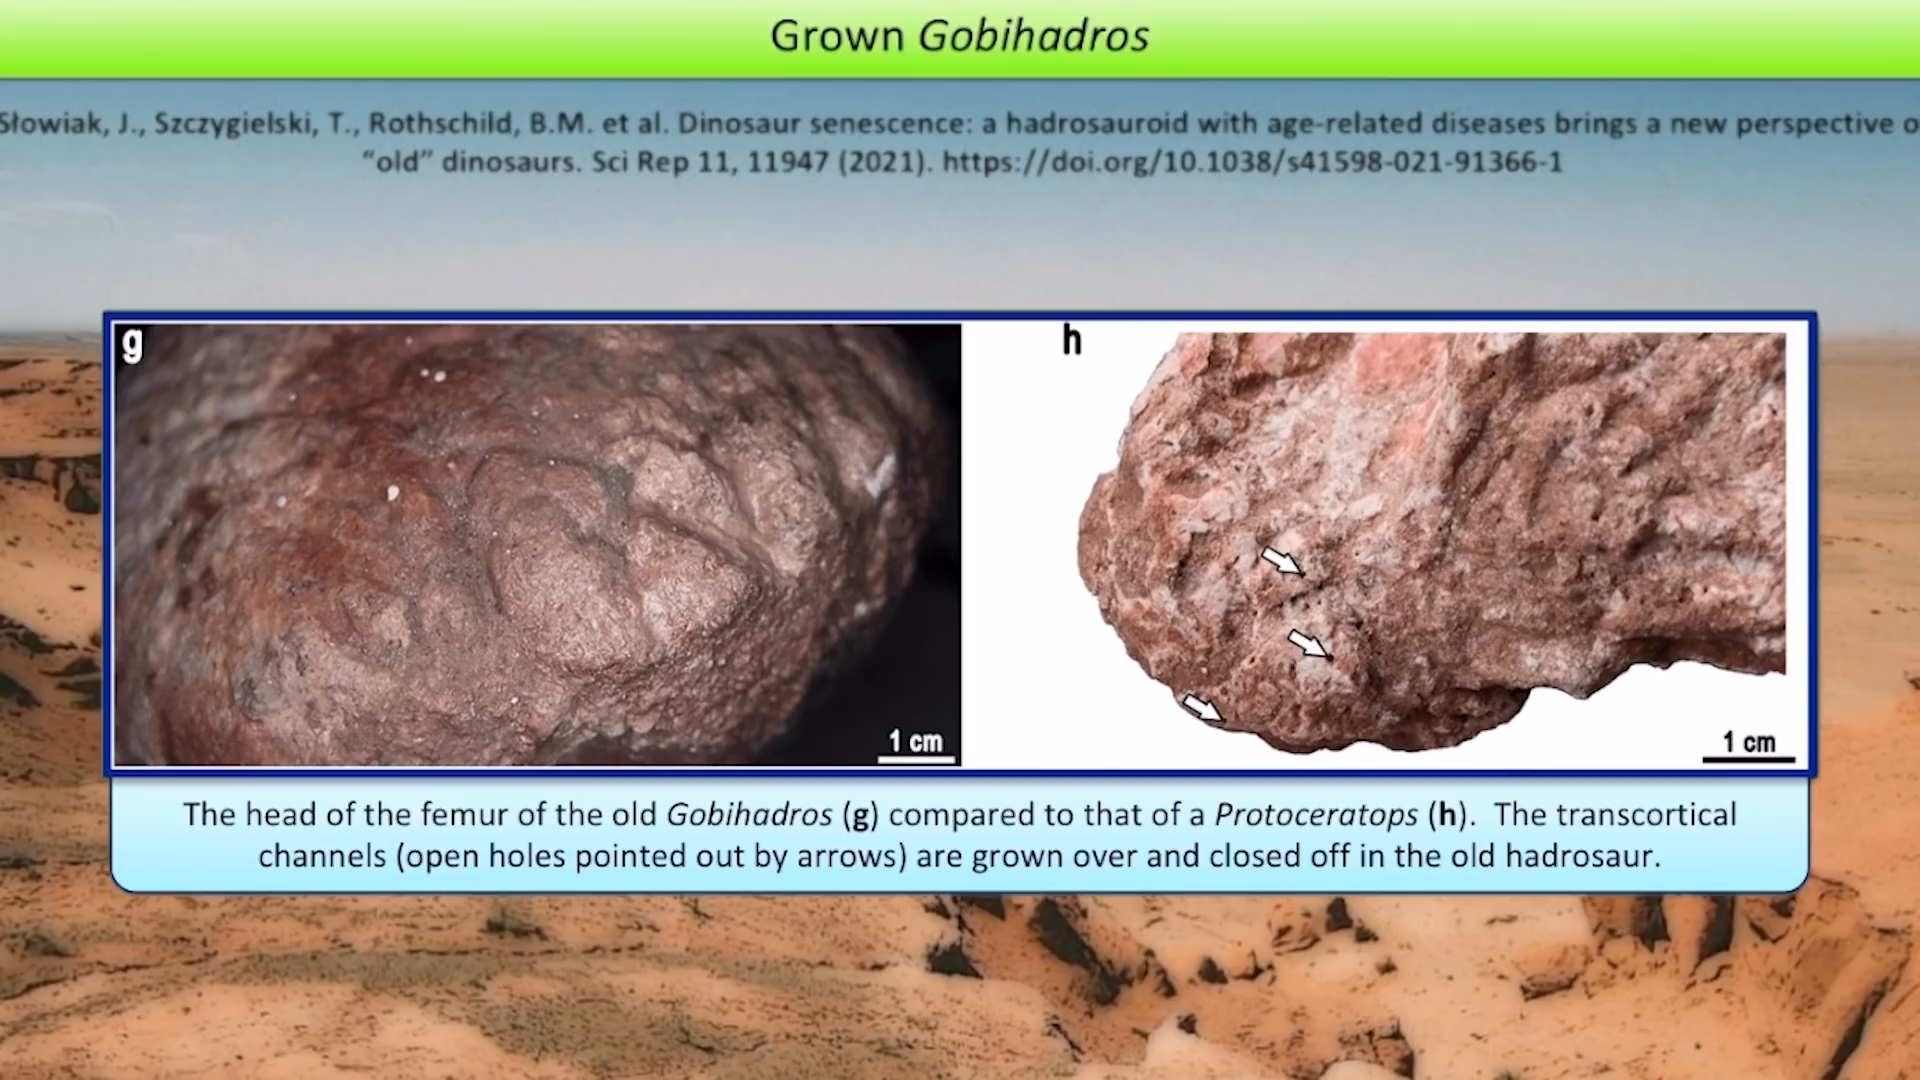 Grown Gobihadros
Słowiak, J., Szczygielski, T., Rothschild, B.M. et al. Dinosaur senescence: a hadrosauroid with age-related diseases brings a new perspective o
“old” dinosaurs. Sci Rep 11, 11947 (2021). https://doi.org/10.1038/s41598-021-91366-1
g
h
1 cm
1 cm
The head of the femur of the old Gobihadros (g) compared to that of a Protoceratops (h). The transcortical
channels (open holes pointed out by arrows) are grown over and closed off in the old hadrosaur.